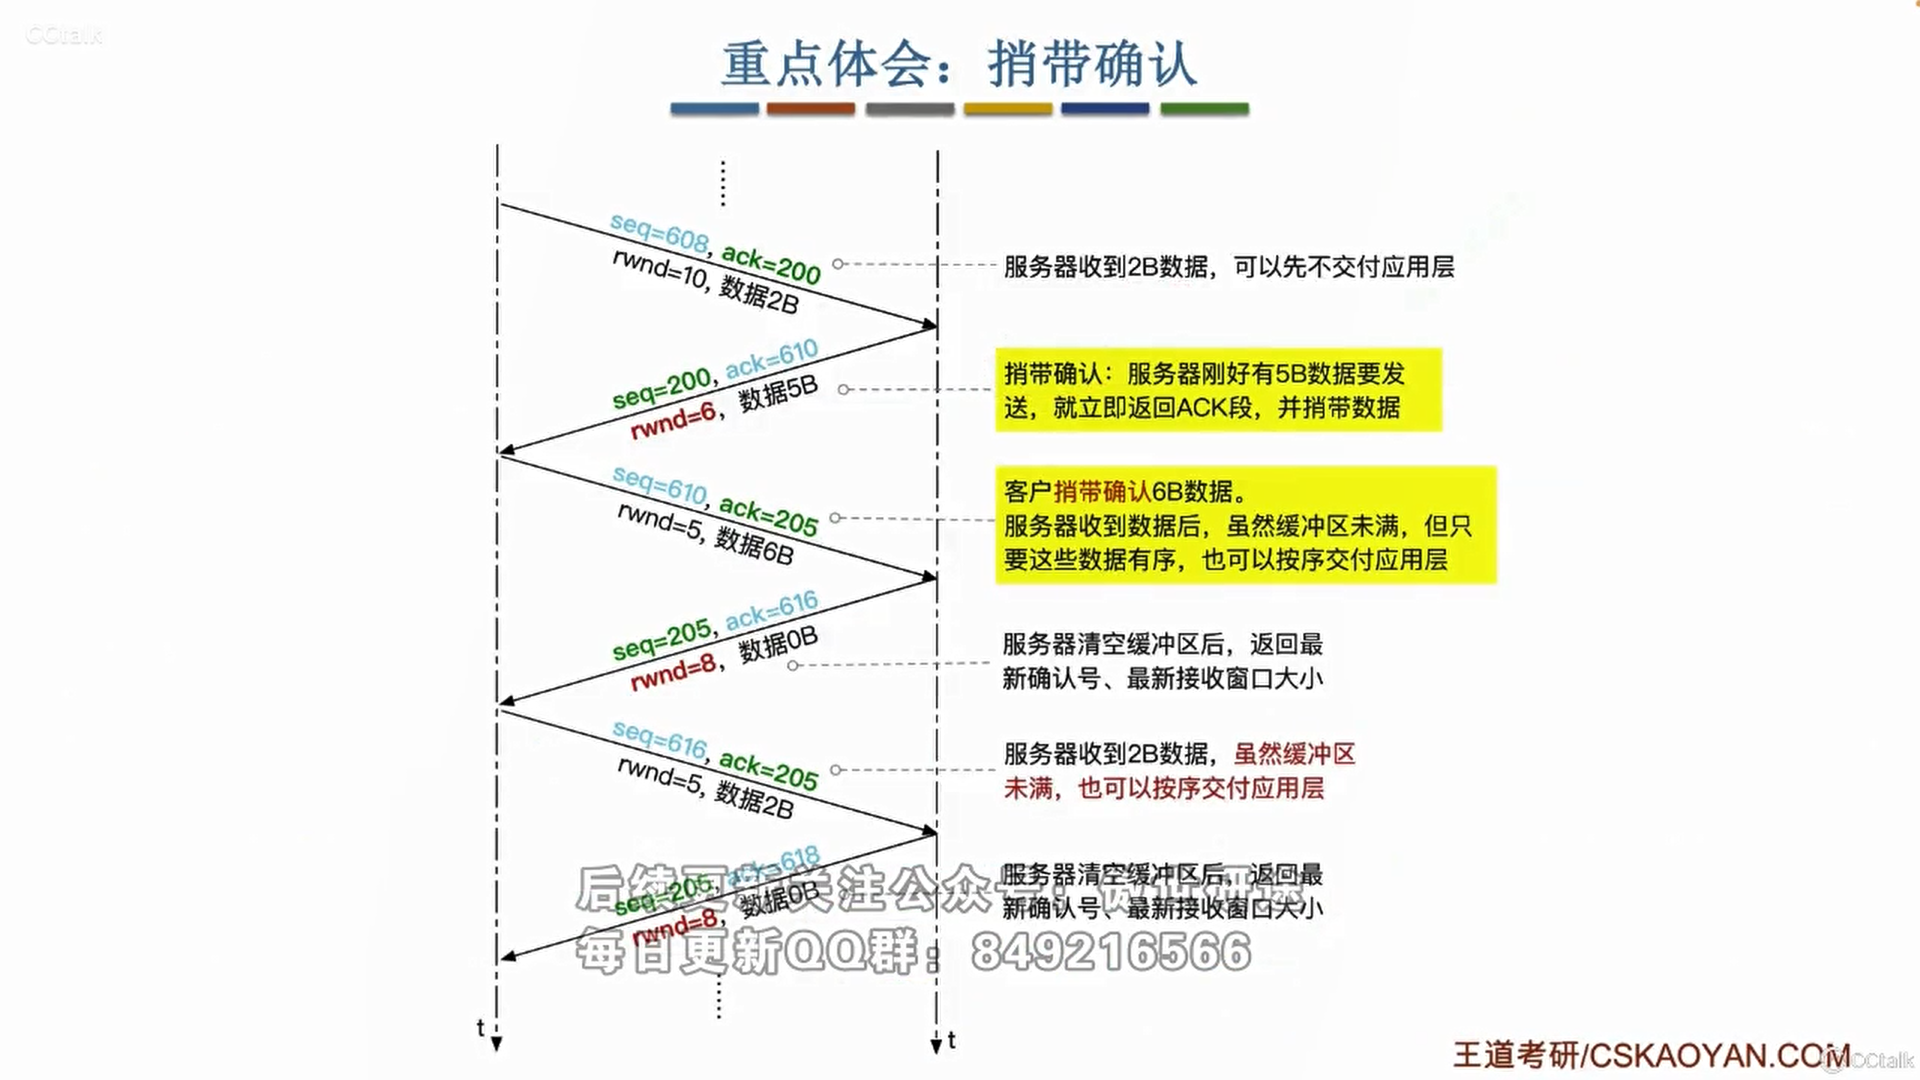 CCtalk
重点体会：捎带确认
seq=608, ack=200
rwnd=10, 数据2B
服务器收到2B数据，可以先不交付应用层
seq=200, ack=610
rwnd=6，数据5B
捎带确认：服务器刚好有5B数据要发
送，就立即返回ACK段，并捎带数据
seq=610, ack=205
rwnd=5, 数据6B
客户捎带确认6B数据。
服务器收到数据后，虽然缓冲区未满，但只
要这些数据有序，也可以按序交付应用层
seq=205, ack=616
rwnd=8，数据0B
服务器清空缓冲区后，返回最
新确认号、最新接收窗口大小
seq=616, ack=205
rwnd=5, 数据2B
服务器收到2B数据，虽然缓冲区
未满，也可以按序交付应用层
seq=205, ack=618
rwnd=8，数据0B
服务器清空缓冲区后，返回最
新确认号、最新接收窗口大小
后续更新关注公众号：
每日更新QQ群：849216566
t
t
王道考研/CSKAOYAN.COM
CCtalk